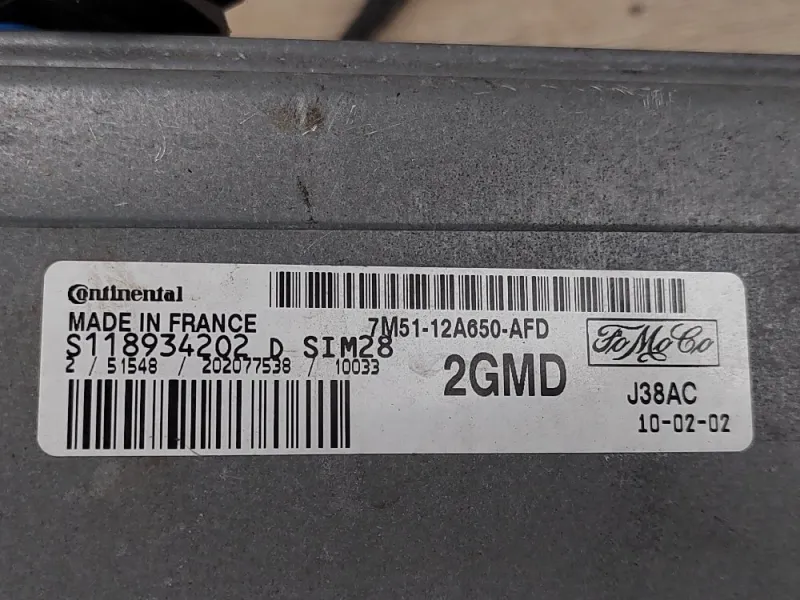 Continental
MADE IN FRANCE
7M51-12A650-AFD
FoMoCo
S118934202 D SIM28
2 / 51548 / 202077538 / 10033
2GMD
J38AC
10-02-02